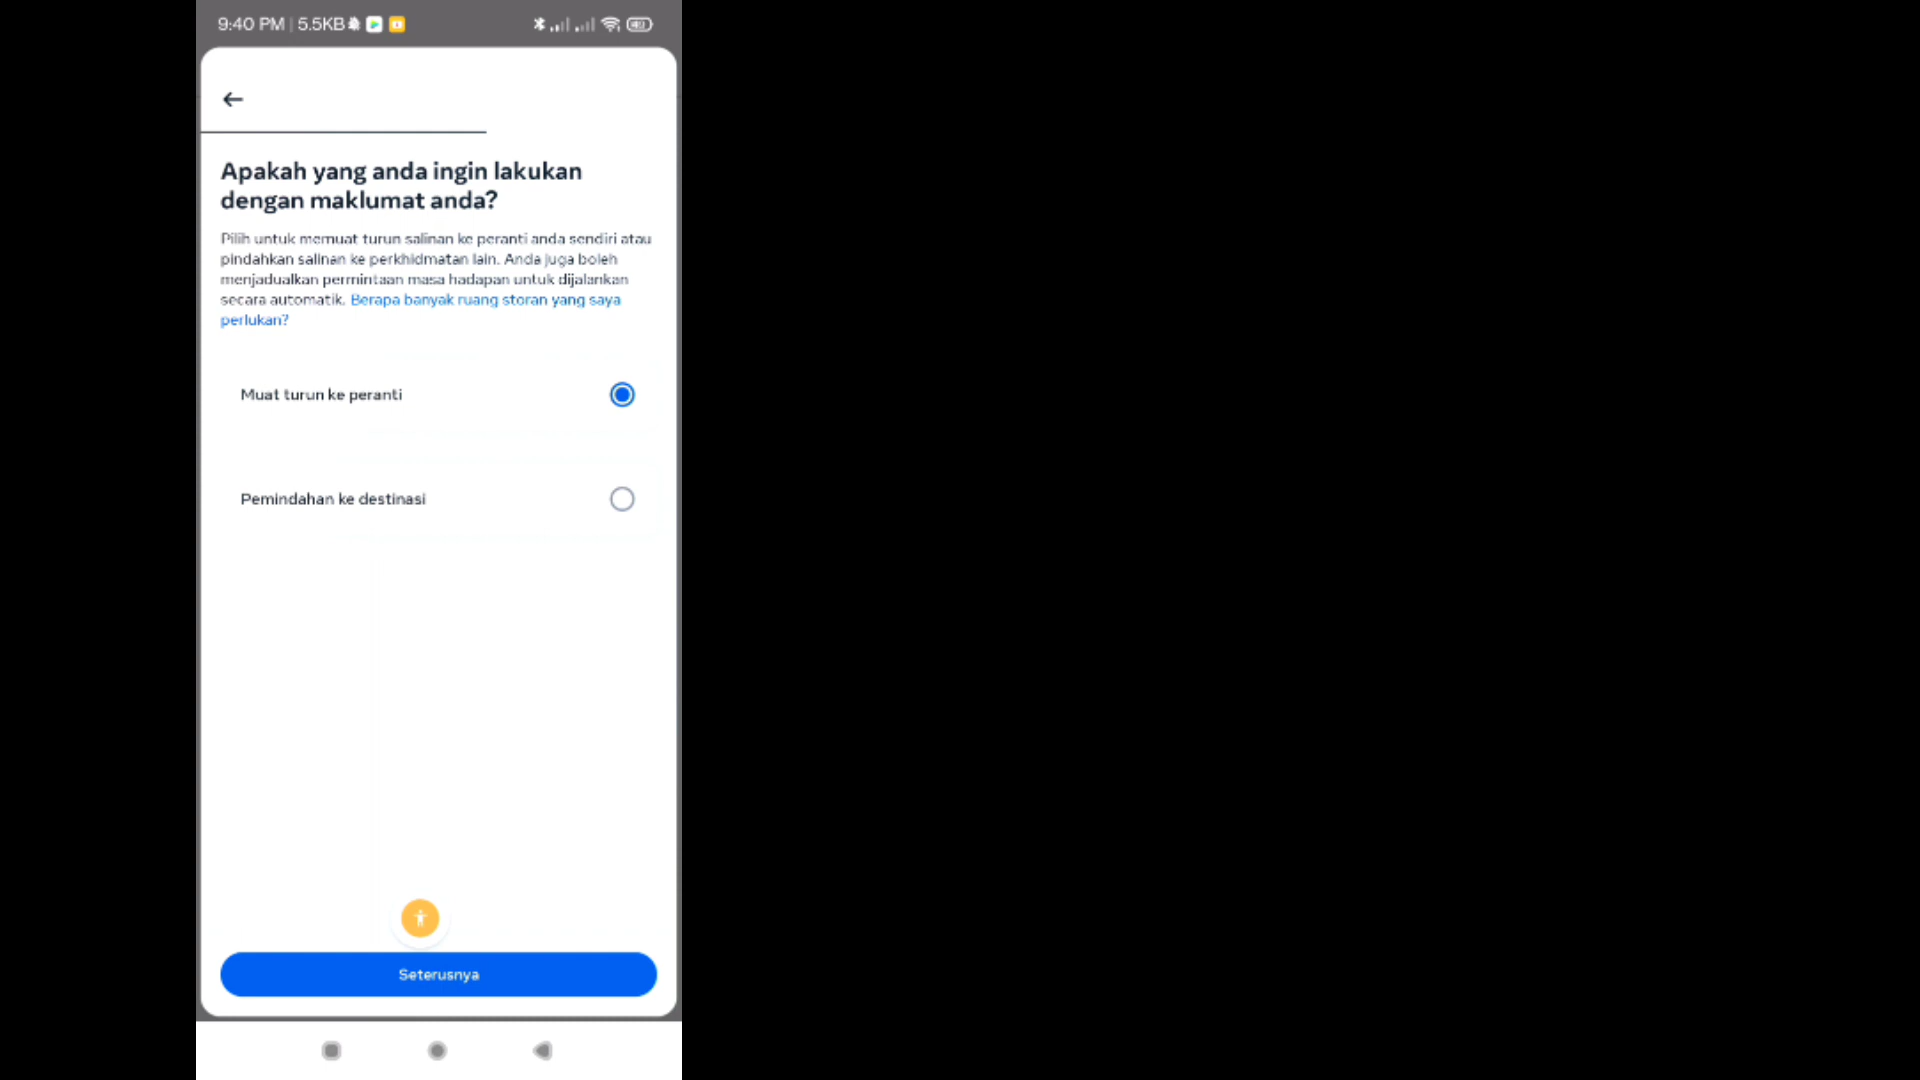 9:40 PM | 5.5KB
Apakah yang anda ingin lakukan
dengan maklumat anda?
Pilih untuk memuat turun salinan ke peranti anda sendiri atau
pindahkan salinan ke perkhidmatan lain. Anda juga boleh
menjadualkan permintaan masa hadapan untuk dijalankan
secara automatik. Berapa banyak ruang storan yang saya
perlukan?
Muat turun ke peranti
Pemindahan ke destinasi
Seterusnya